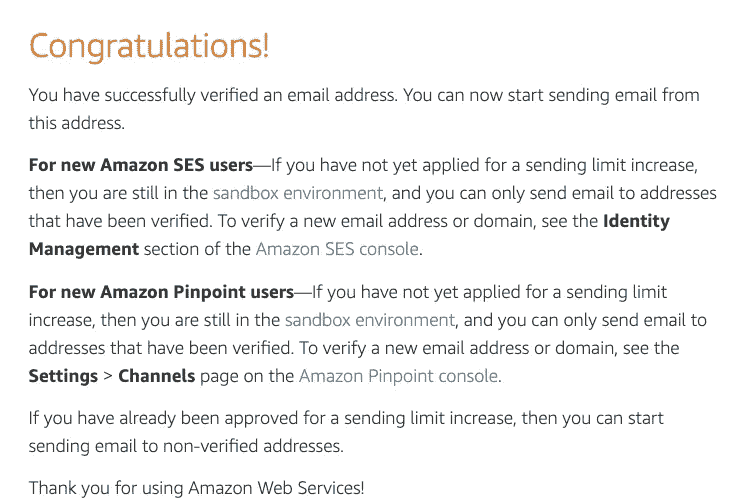 Congratulations!
You have successfully verified an email address. You can now start sending email from
this address.
For new Amazon SES users—If you have not yet applied for a sending limit increase,
then you are still in the sandbox environment, and you can only send email to addresses
that have been verified. To verify a new email address or domain, see the Identity
Management section of the Amazon SES console.
For new Amazon Pinpoint users—If you have not yet applied for a sending limit
increase, then you are still in the sandbox environment, and you can only send email to
addresses that have been verified. To verify a new email address or domain, see the
Settings > Channels page on the Amazon Pinpoint console.
If you have already been approved for a sending limit increase, then you can start
sending email to non-verified addresses.
Thank you for using Amazon Web Services!